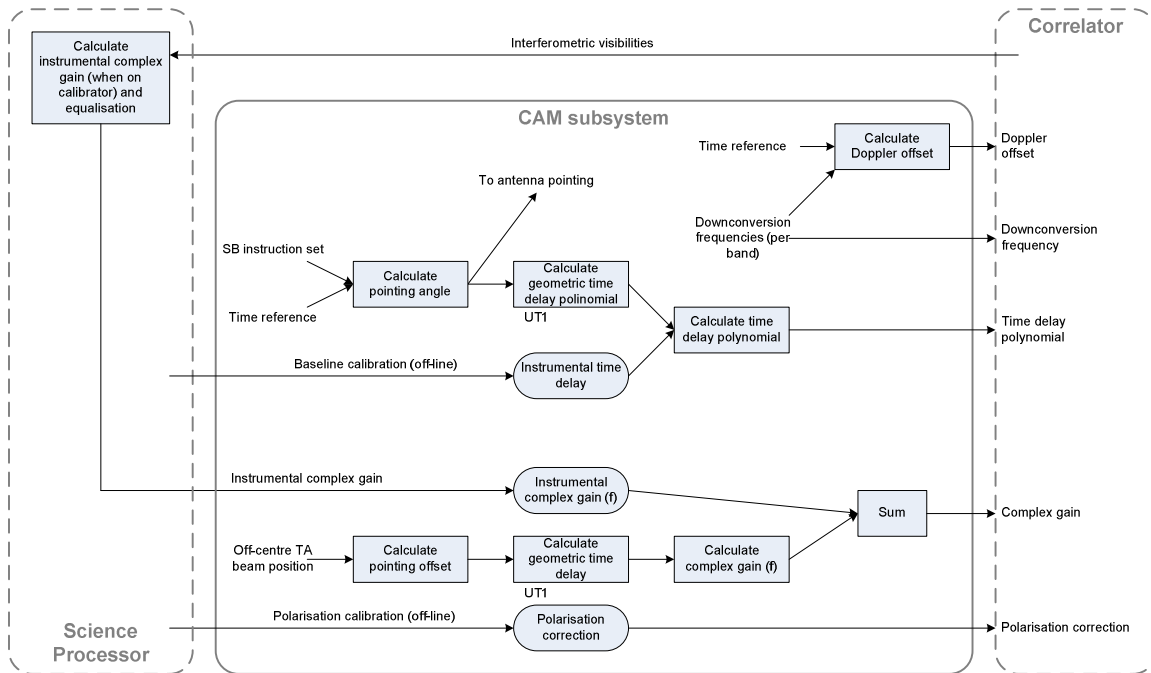 Correlator
Calculate
instrumental complex
gain (when on
calibrator) and
equalisation
Interferometric visibilities
CAM subsystem
Time reference
Calculate
Doppler offset
Doppler
offset
To antenna pointing
Downconversion
frequencies (per
band)
Downconversion
frequency
SB instruction set
Time reference
Calculate
pointing angle
Calculate
geometric time
delay polinomial
UT1
Calculate time
delay polynomial
Time delay
polynomial
Baseline calibration (off-line)
Instrumental time
delay
Instrumental complex gain
Instrumental
complex gain (f)
Sum
Complex gain
Off-centre TA
beam position
Calculate
pointing offset
Calculate
geometric time
delay
UT1
Calculate
complex gain (f)
Polarisation calibration (off-line)
Polarisation
correction
Polarisation correction
Science
Processor